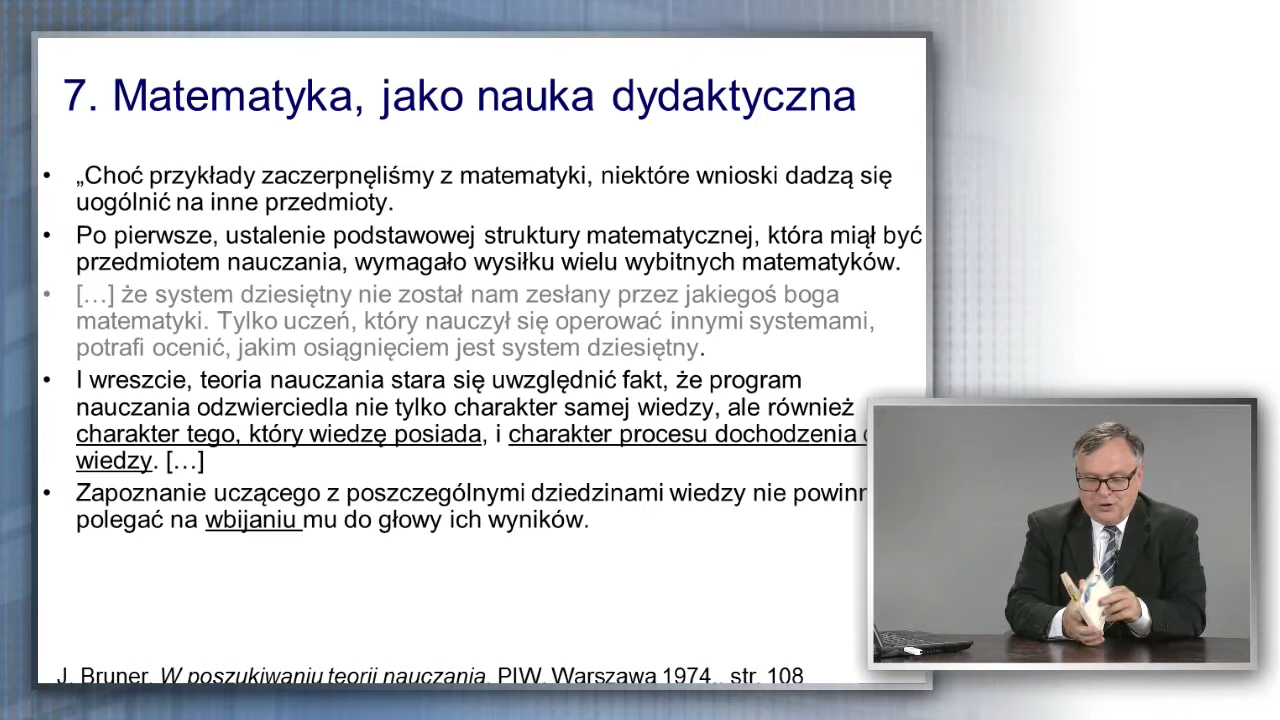 7. Matematyka, jako nauka dydaktyczna
• „Choć przykłady zaczerpnęliśmy z matematyki, niektóre wnioski dadzą się
uogólnić na inne przedmioty.
• Po pierwsze, ustalenie podstawowej struktury matematycznej, która miął być
przedmiotem nauczania, wymagało wysiłku wielu wybitnych matematyków.
• […] że system dziesiętny nie został nam zesłany przez jakiegoś boga
matematyki. Tylko uczeń, który nauczył się operować innymi systemami,
potrafi ocenić, jakim osiągnięciem jest system dziesiętny.
• I wreszcie, teoria nauczania stara się uwzględnić fakt, że program
nauczania odzwierciedla nie tylko charakter samej wiedzy, ale również
charakter tego, który wiedzę posiada, i charakter procesu dochodzenia
wiedzy. […]
• Zapoznanie uczącego z poszczególnymi dziedzinami wiedzy nie
polegać na wbijaniu mu do głowy ich wyników.
J. Bruner, W poszukiwaniu teorii nauczania, PIW, Warszawa 1974., str. 108